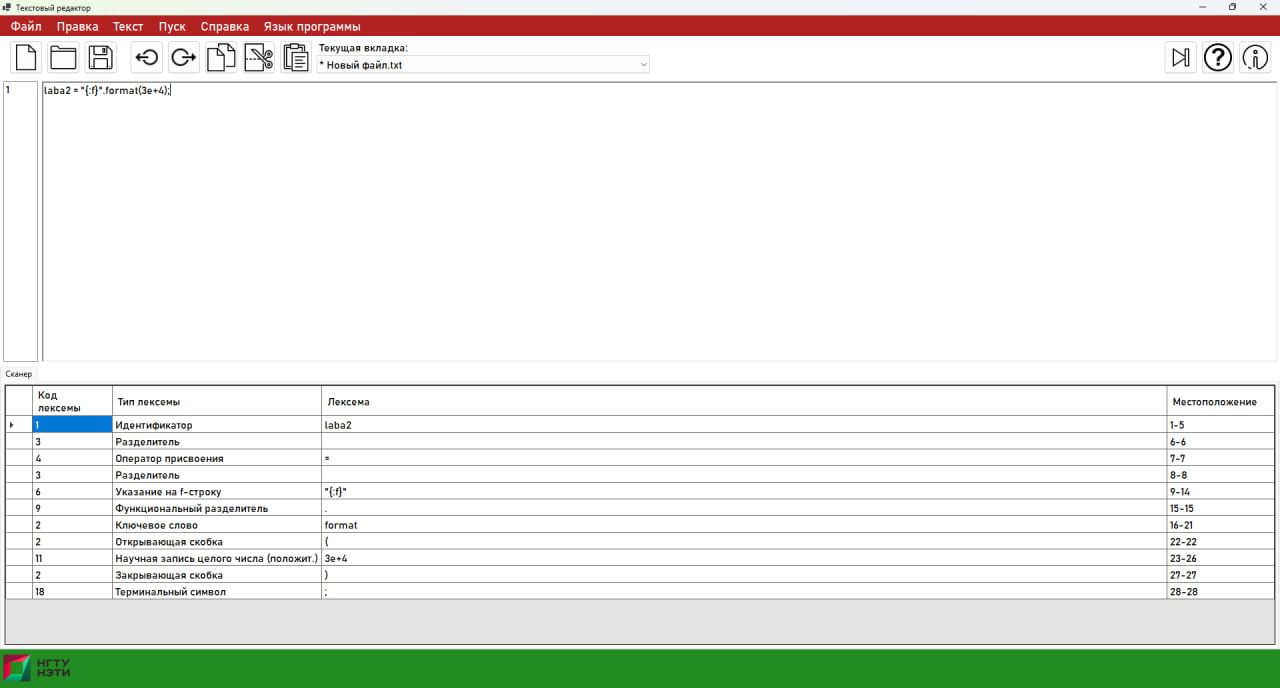 Текстовый редактор
Файл Правка Текст Пуск Справка Язык программы
Текущая вкладка:
* Новый файл.txt
1 laba2 = "{:f}".format(3e+4);
Сканер
Код лексемы Тип лексемы Лексема Местоположение
1 Идентификатор laba2 1-5
3 Разделитель 6-6
4 Оператор присвоения = 7-7
3 Разделитель 8-8
6 Указание на f-строку "{:f}" 9-14
9 Функциональный разделитель . 15-15
2 Ключевое слово format 16-21
2 Открывающая скобка ( 22-22
11 Научная запись целого числа (положит.) 3e+4 23-26
2 Закрывающая скобка ) 27-27
18 Терминальный символ ; 28-28
НГТУ
НЭТИ